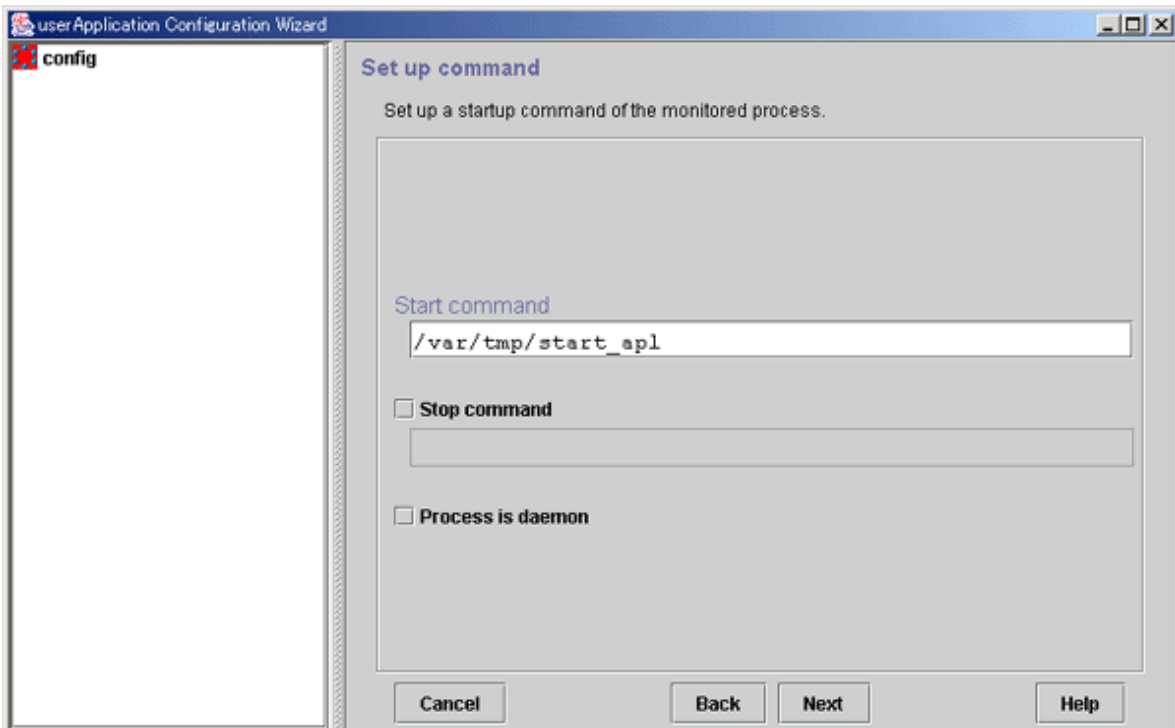 userApplication Configuration Wizard
config
Set up command
Set up a startup command of the monitored process.
Start command
/var/tmp/start_apl
Stop command
Process is daemon
Cancel Back Next Help